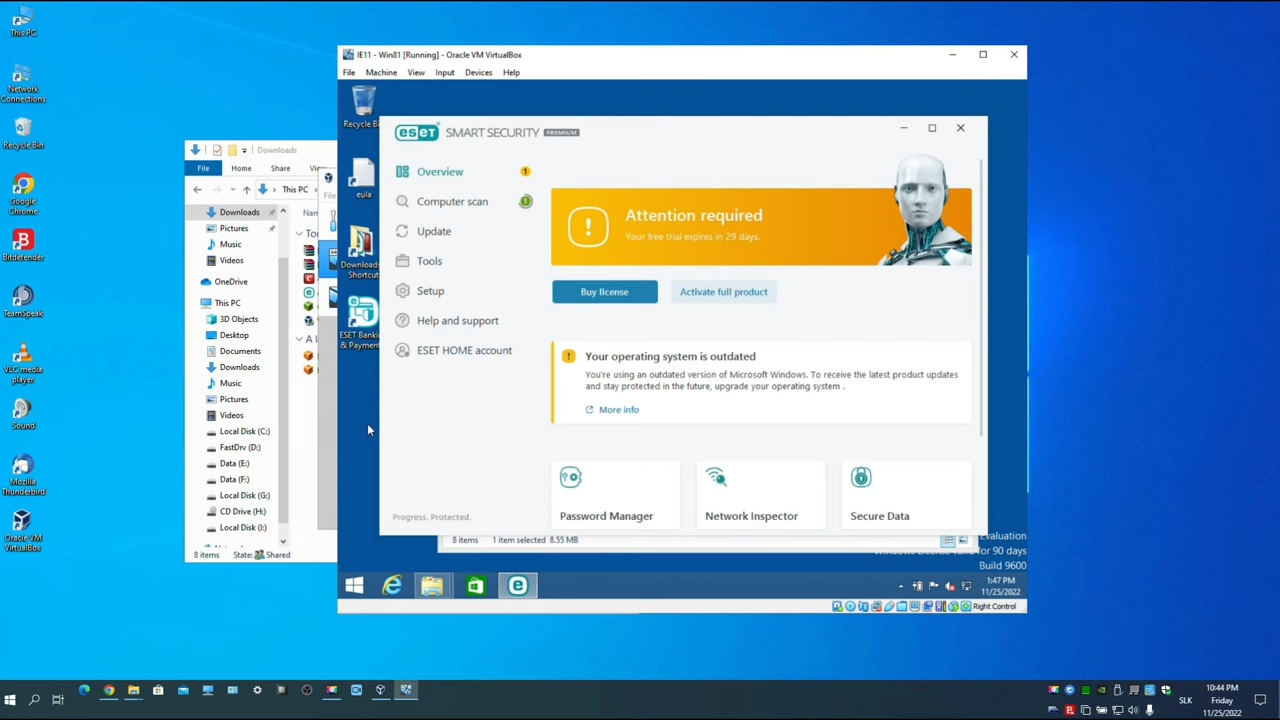 This PC
Network
Connections
Recycle Bin
Google
Chrome
Bitdefender
TeamSpeak
VLC media
player
Sound
Mozilla
Thunderbird
Oracle VM
VirtualBox
Downloads
File Home Share
This PC
Downloads
Pictures
Music
Videos
OneDrive
This PC
3D Objects
Desktop
Documents
Downloads
Music
Pictures
Videos
Local Disk (C:)
FastDrv (D:)
Data (E:)
Data (F:)
Local Disk (G:)
CD Drive (H:)
Local Disk (I:)
8 items State: Shared
IE11 - Win81 [Running] - Oracle VM VirtualBox
File Machine View Input Devices Help
eula
Downloads
Shortcut
eset SMART SECURITY PREMIUM
Overview 1
Computer scan 1
Update
Tools
Setup
Help and support
ESET HOME account
Progress. Protected.
Attention required
Your free trial expires in 29 days.
Buy license Activate full product
Your operating system is outdated
You're using an outdated version of Microsoft Windows. To receive the latest product updates
and stay protected in the future, upgrade your operating system .
More info
Password Manager Network Inspector Secure Data
8 items 1 item selected 8.55 MB
Evaluation
for 90 days
Build 9600
1:47 PM
11/25/2022
Right Control
SLK
10:44 PM
Friday
11/25/2022